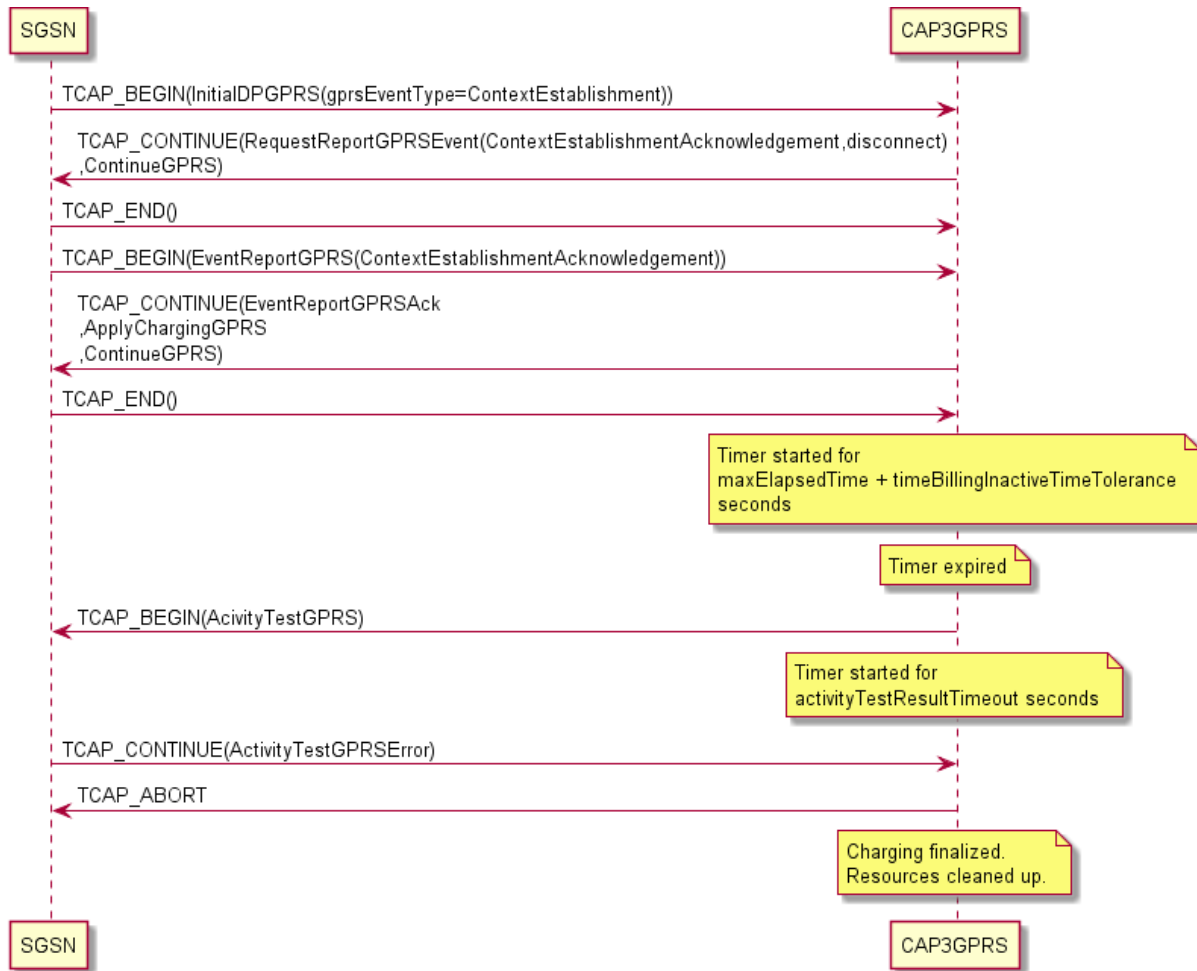 SGSN
CAP3GPRS
TCAP_BEGIN(InitialDPGPRS(gprsEventType=ContextEstablishment))
TCAP_CONTINUE(RequestReportGPRSEvent(ContextEstablishmentAcknowledgement,disconnect)
,ContinueGPRS)
TCAP_END()
TCAP_BEGIN(EventReportGPRS(ContextEstablishmentAcknowledgement))
TCAP_CONTINUE(EventReportGPRSAck
,ApplyChargingGPRS
,ContinueGPRS)
TCAP_END()
Timer started for
maxElapsedTime + timeBillingInactiveTimeTolerance
seconds
Timer expired
TCAP_BEGIN(AcivityTestGPRS)
Timer started for
activityTestResultTimeout seconds
TCAP_CONTINUE(ActivityTestGPRSError)
TCAP_ABORT
Charging finalized.
Resources cleaned up.
SGSN
CAP3GPRS